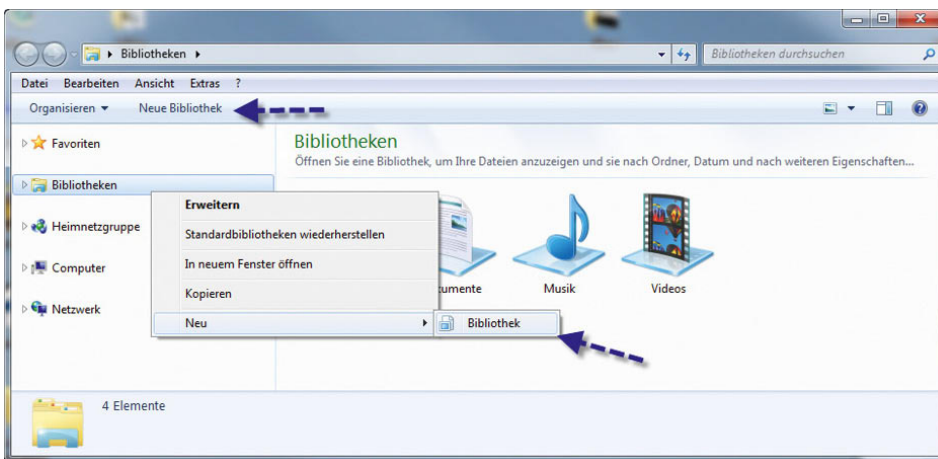 Bibliotheken
Bibliotheken durchsuchen
Datei Bearbeiten Ansicht Extras ?
Organisieren Neue Bibliothek
Favoriten
Bibliotheken
Heimnetzgruppe
Computer
Netzwerk
Bibliotheken
Öffnen Sie eine Bibliothek, um Ihre Dateien anzuzeigen und sie nach Ordner, Datum und nach weiteren Eigenschaften...
Erweitern
Standardbibliotheken wiederherstellen
In neuem Fenster öffnen
Kopieren
Neu
Bibliothek
umente Musik Videos
4 Elemente